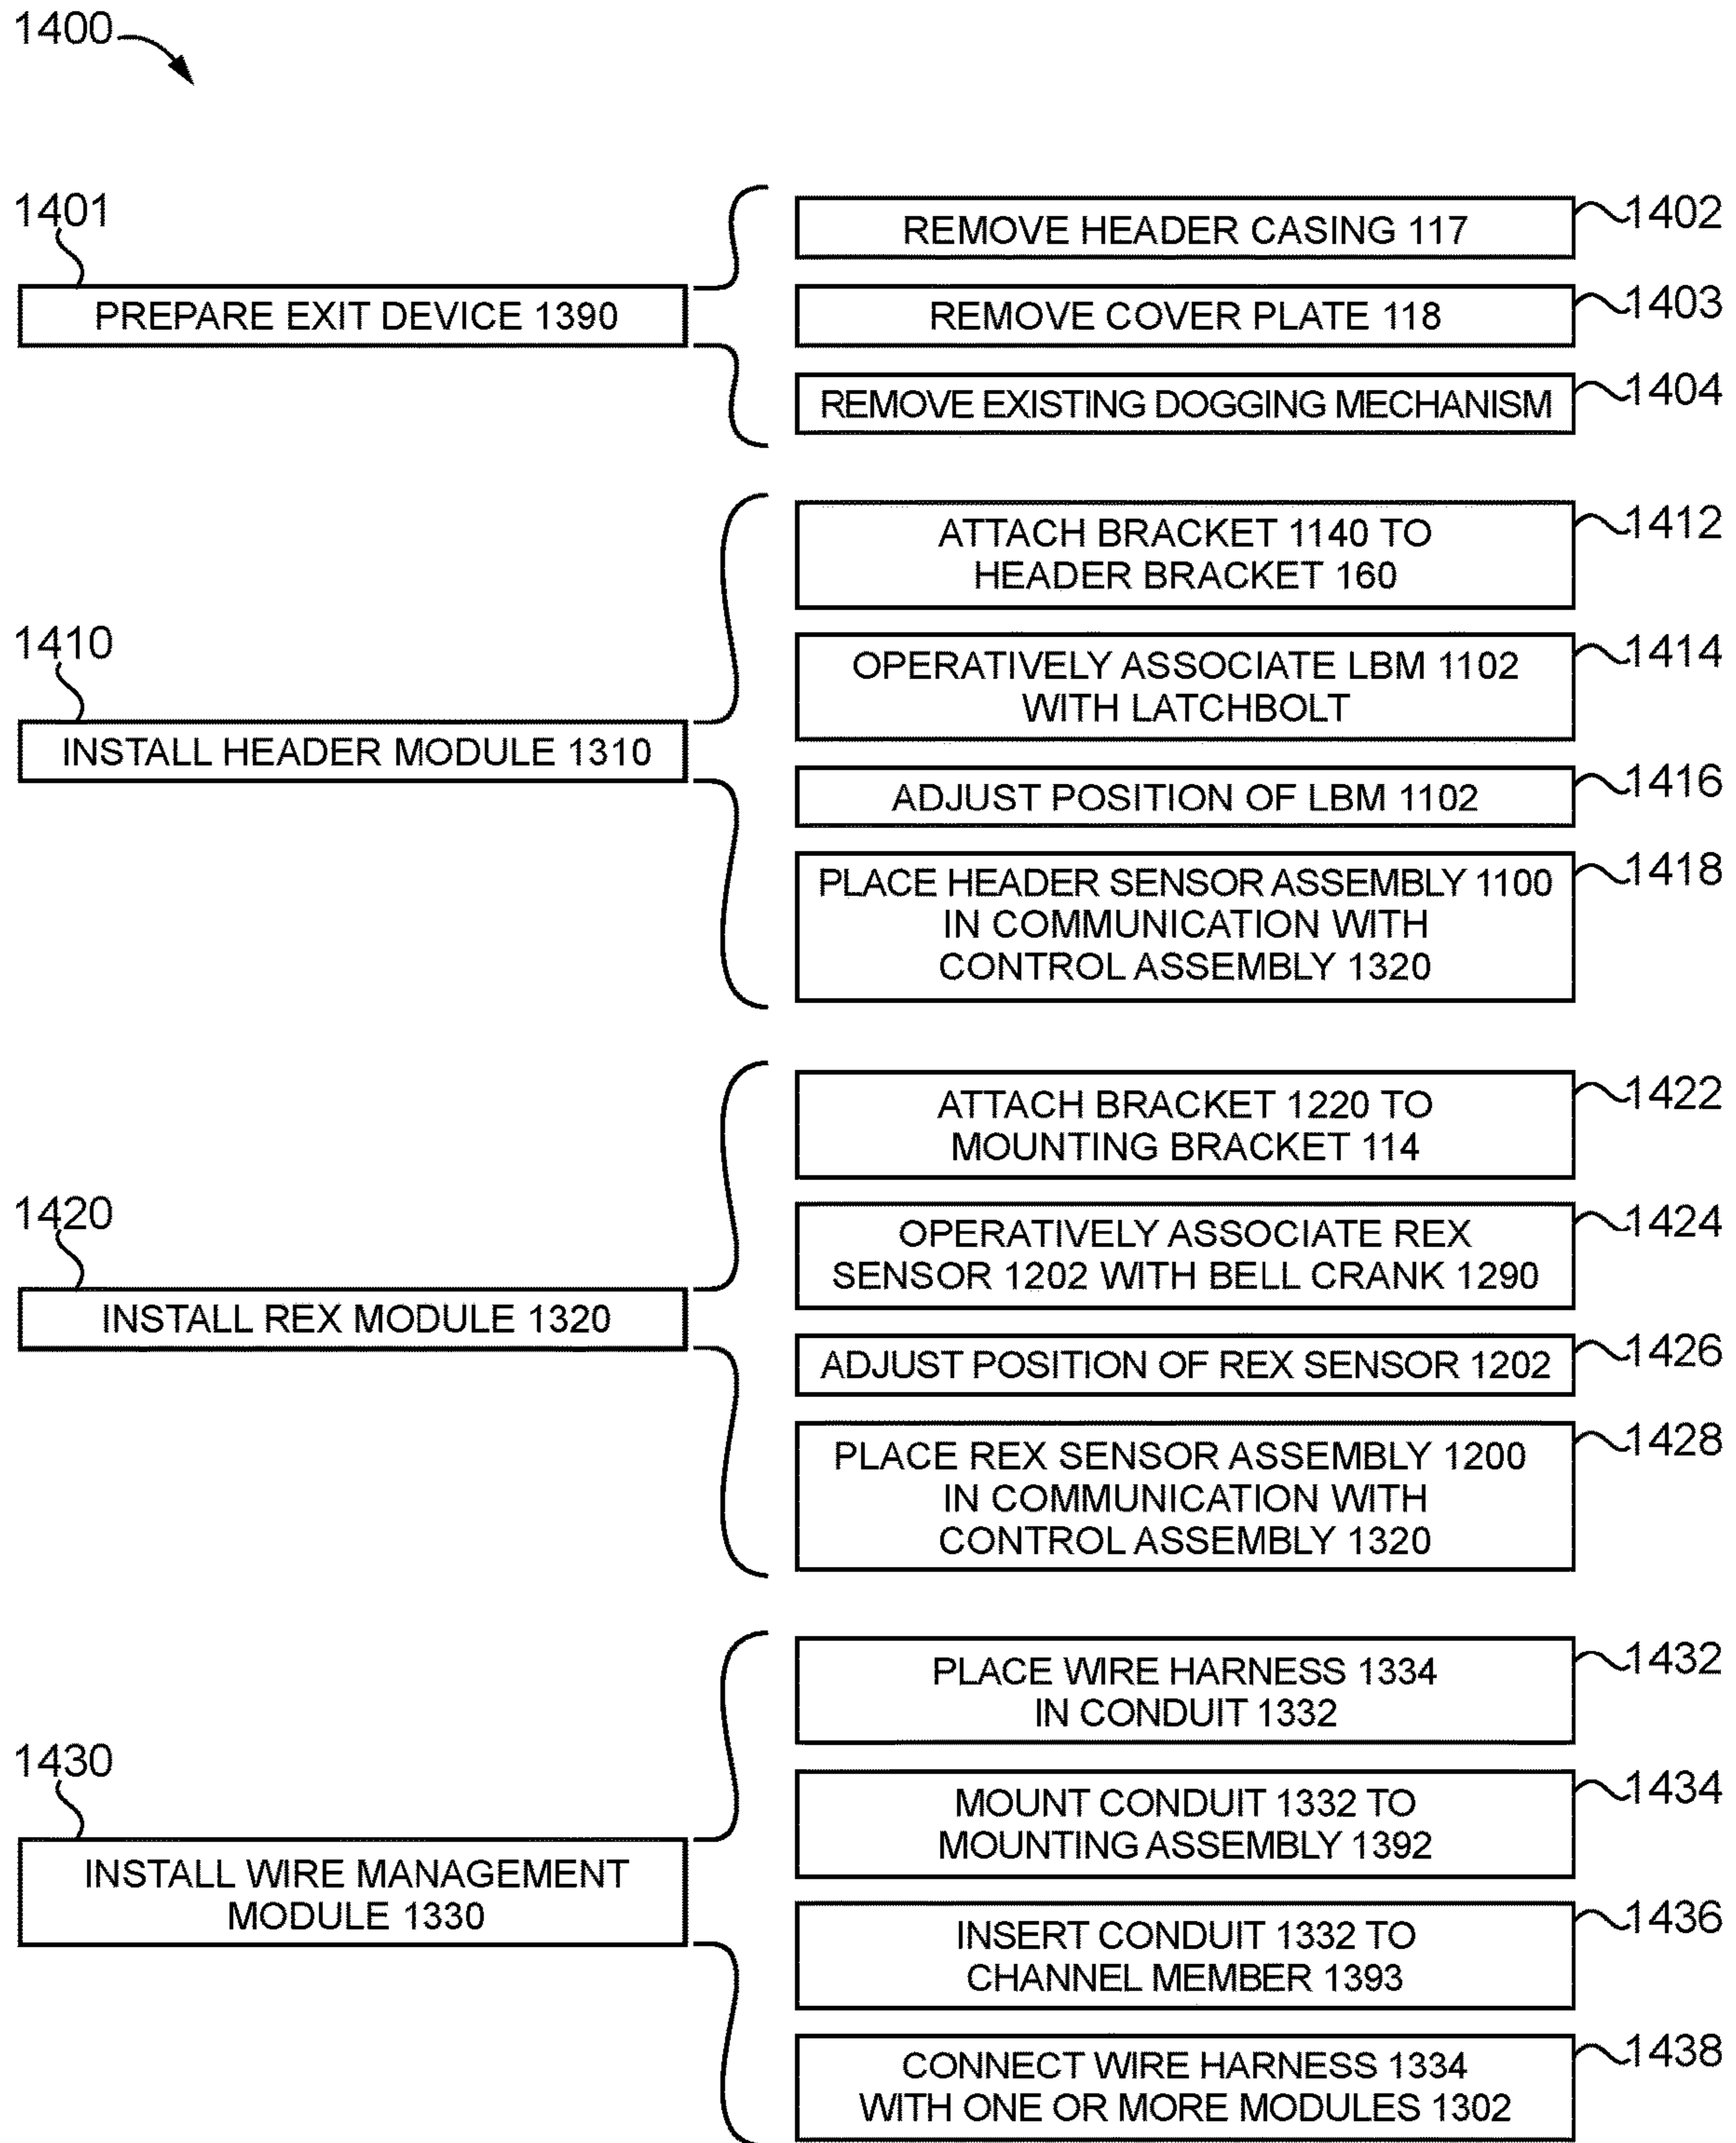 1400
1401
PREPARE EXIT DEVICE 1390
REMOVE HEADER CASING 117
1402
REMOVE COVER PLATE 118
1403
REMOVE EXISTING DOGGING MECHANISM
1404
1410
INSTALL HEADER MODULE 1310
ATTACH BRACKET 1140 TO
HEADER BRACKET 160
1412
OPERATIVELY ASSOCIATE LBM 1102
WITH LATCHBOLT
1414
ADJUST POSITION OF LBM 1102
1416
PLACE HEADER SENSOR ASSEMBLY 1100
IN COMMUNICATION WITH
CONTROL ASSEMBLY 1320
1418
1420
INSTALL REX MODULE 1320
ATTACH BRACKET 1220 TO
MOUNTING BRACKET 114
1422
OPERATIVELY ASSOCIATE REX
SENSOR 1202 WITH BELL CRANK 1290
1424
ADJUST POSITION OF REX SENSOR 1202
1426
PLACE REX SENSOR ASSEMBLY 1200
IN COMMUNICATION WITH
CONTROL ASSEMBLY 1320
1428
1430
INSTALL WIRE MANAGEMENT
MODULE 1330
PLACE WIRE HARNESS 1334
IN CONDUIT 1332
1432
MOUNT CONDUIT 1332 TO
MOUNTING ASSEMBLY 1392
1434
INSERT CONDUIT 1332 TO
CHANNEL MEMBER 1393
1436
CONNECT WIRE HARNESS 1334
WITH ONE OR MORE MODULES 1302
1438